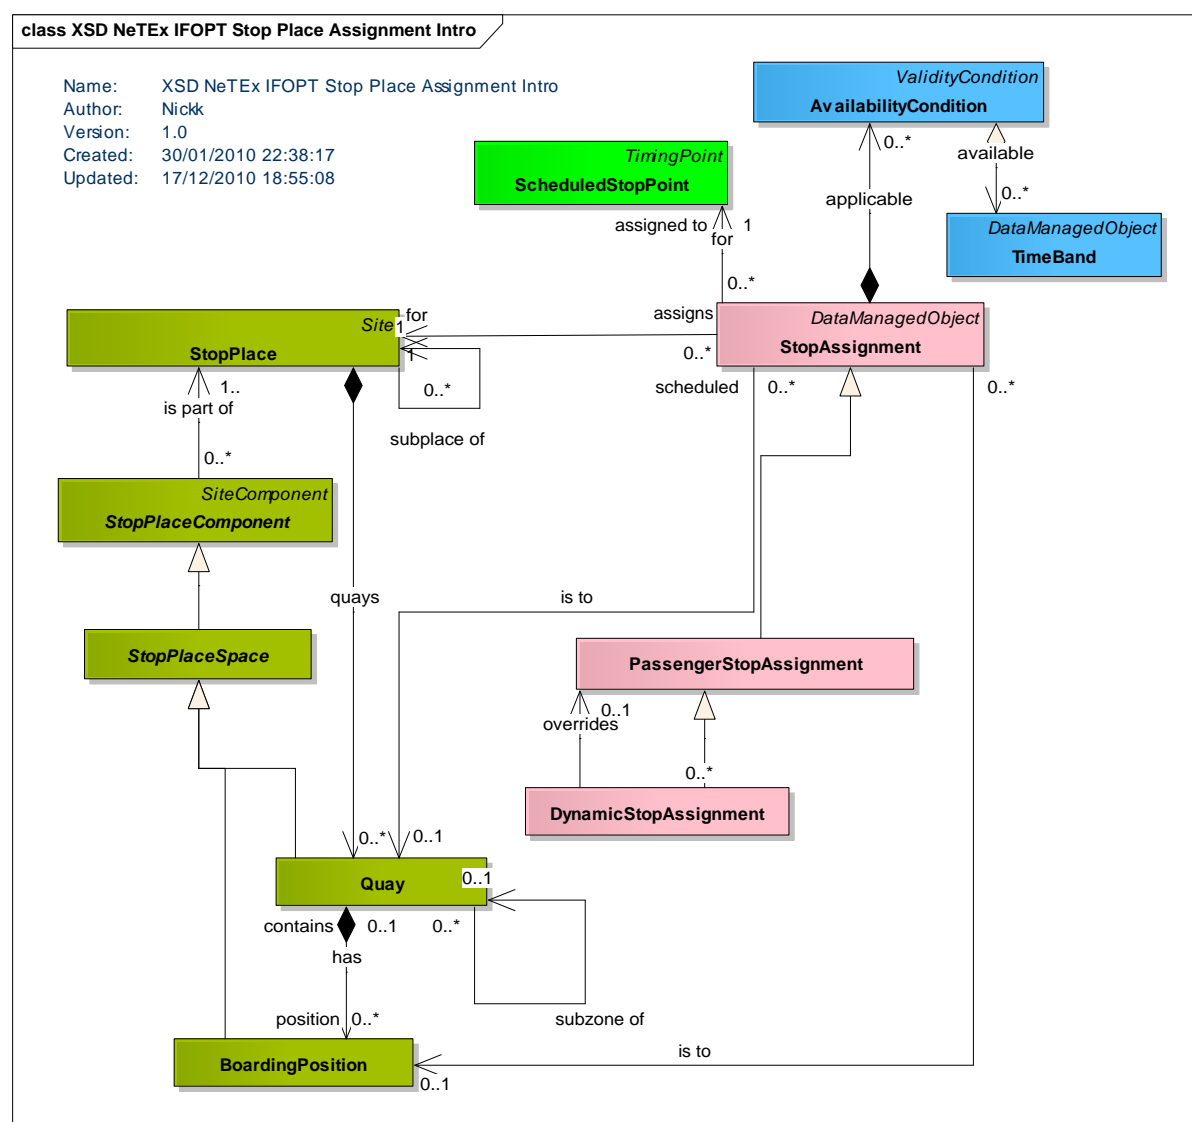 class XSD NeTEx IFOPT Stop Place Assignment Intro
Name: XSD NeTEx IFOPT Stop Place Assignment Intro
Author: Nickk
Version: 1.0
Created: 30/01/2010 22:38:17
Updated: 17/12/2010 18:55:08
ValidityCondition
AvailabilityCondition
0..*
available
0..*
applicable
DataManagedObject
TimeBand
TimingPoint
ScheduledStopPoint
assigned to
1
for
0..*
Site
StopPlace
for
1
1
0..*
subplace of
assigns
0..*
DataManagedObject
StopAssignment
scheduled
0..*
0..*
1..
is part of
0..*
SiteComponent
StopPlaceComponent
quays
is to
StopPlaceSpace
PassengerStopAssignment
0..1
overrides
0..*
DynamicStopAssignment
0..*
0..1
Quay
0..1
contains
0..1
0..*
has
position
0..*
subzone of
BoardingPosition
is to
0..1